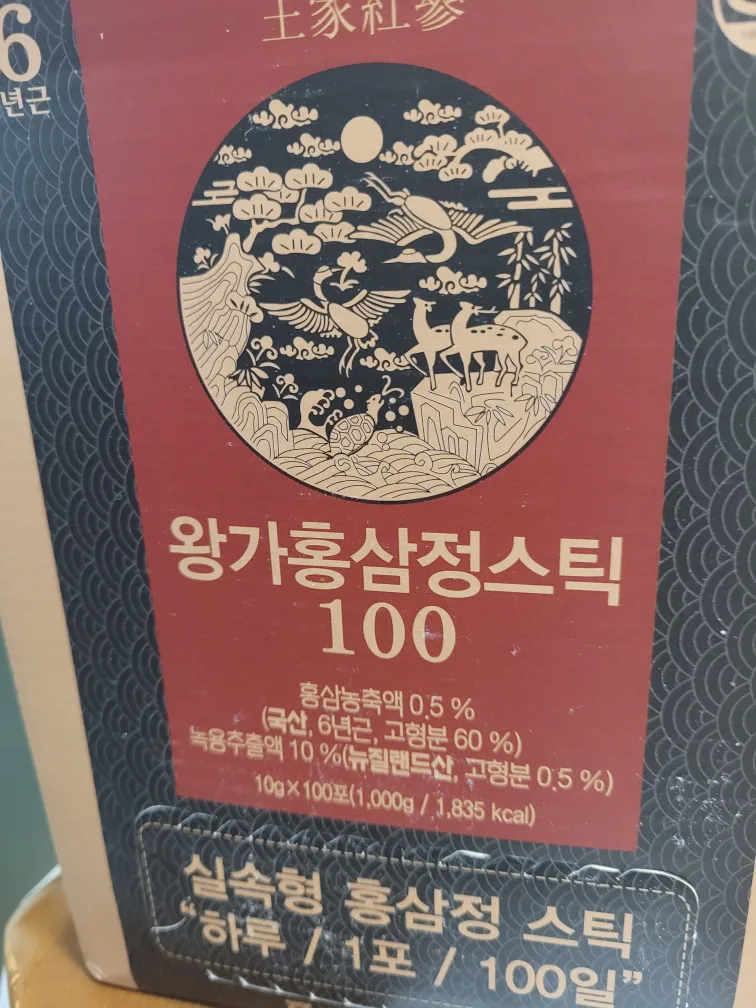 王家紅蔘
6
년근
왕가홍삼정스틱
100
홍삼농축액 0.5 %
(국산, 6년근, 고형분 60 %)
녹용추출액 10 %(뉴질랜드산, 고형분 0.5 %)
10g×100포(1,000g / 1,835 kcal)
실속형 홍삼정 스틱
“하루 / 1포 / 100일”